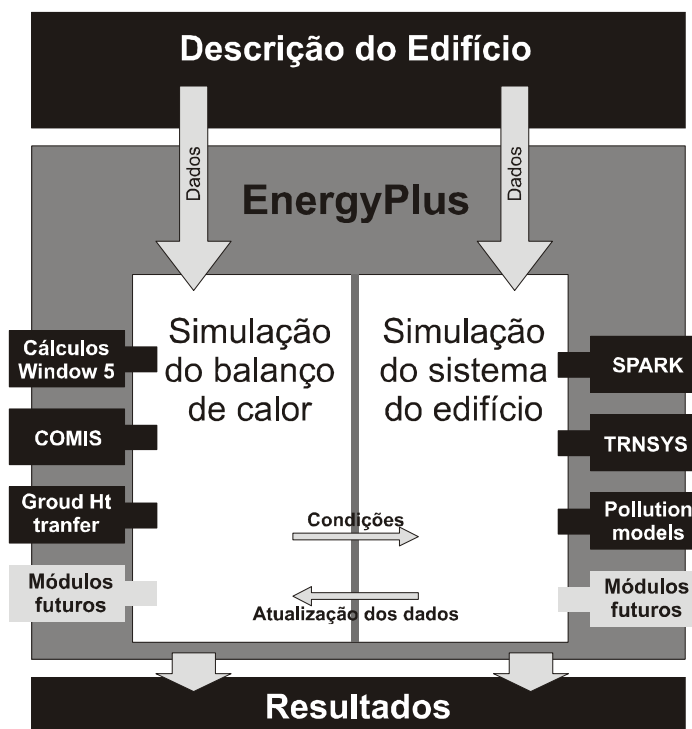 Descrição do Edifício
Dados
Dados
EnergyPlus
Simulação
do balanço
de calor
Simulação
do sistema
do edifício
Cálculos
Window 5
COMIS
Groud Ht
tranfer
Módulos
futuros
SPARK
TRNSYS
Pollution
models
Módulos
futuros
Condições
Atualização dos dados
Resultados